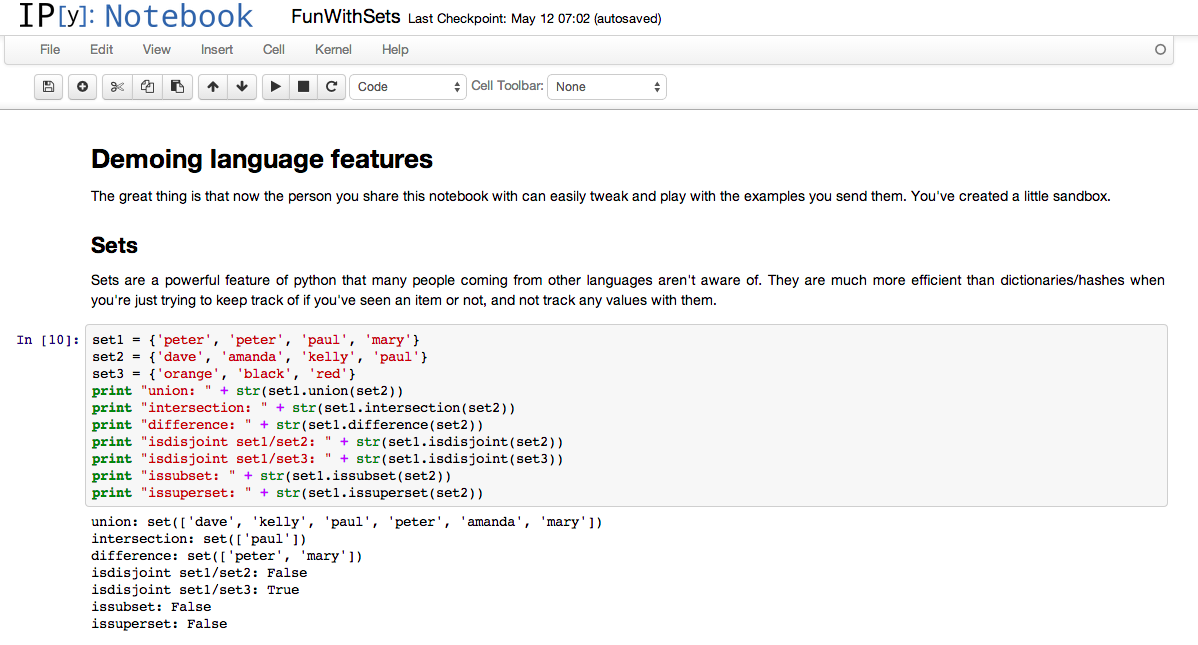 IP[y]: Notebook FunWithSets Last Checkpoint: May 12 07:02 (autosaved)
File Edit View Insert Cell Kernel Help
Code Cell Toolbar: None
Demoing language features
The great thing is that now the person you share this notebook with can easily tweak and play with the examples you send them. You've created a little sandbox.
Sets
Sets are a powerful feature of python that many people coming from other languages aren't aware of. They are much more efficient than dictionaries/hashes when
you're just trying to keep track of if you've seen an item or not, and not track any values with them.
In [10]: set1 = {'peter', 'peter', 'paul', 'mary'}
set2 = {'dave', 'amanda', 'kelly', 'paul'}
set3 = {'orange', 'black', 'red'}
print "union: " + str(set1.union(set2))
print "intersection: " + str(set1.intersection(set2))
print "difference: " + str(set1.difference(set2))
print "isdisjoint set1/set2: " + str(set1.isdisjoint(set2))
print "isdisjoint set1/set3: " + str(set1.isdisjoint(set3))
print "issubset: " + str(set1.issubset(set2))
print "issuperset: " + str(set1.issuperset(set2))
union: set(['dave', 'kelly', 'paul', 'peter', 'amanda', 'mary'])
intersection: set(['paul'])
difference: set(['peter', 'mary'])
isdisjoint set1/set2: False
isdisjoint set1/set3: True
issubset: False
issuperset: False